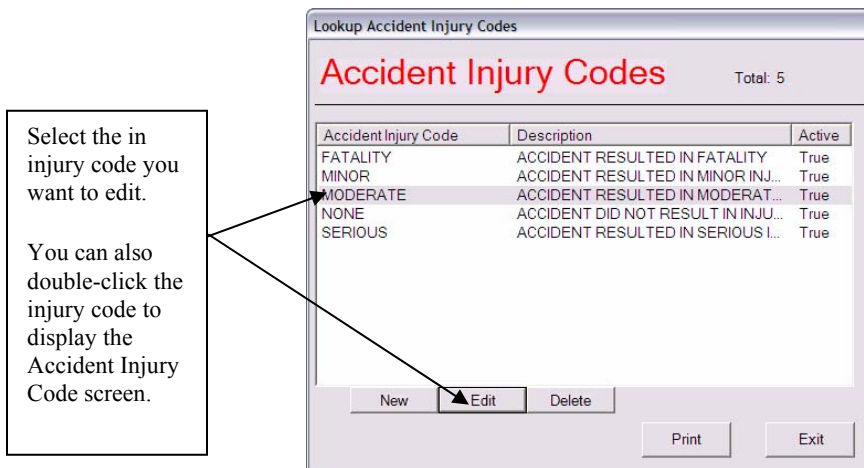 Lookup Accident Injury Codes
Accident Injury Codes
Total: 5
Select the in
injury code you
want to edit.
You can also
double-click the
injury code to
display the
Accident Injury
Code screen.
Accident Injury Code Description Active
FATALITY ACCIDENT RESULTED IN FATALITY True
MINOR ACCIDENT RESULTED IN MINOR INJ... True
MODERATE ACCIDENT RESULTED IN MODERAT... True
NONE ACCIDENT DID NOT RESULT IN INJU... True
SERIOUS ACCIDENT RESULTED IN SERIOUS I... True
New Edit Delete
Print Exit